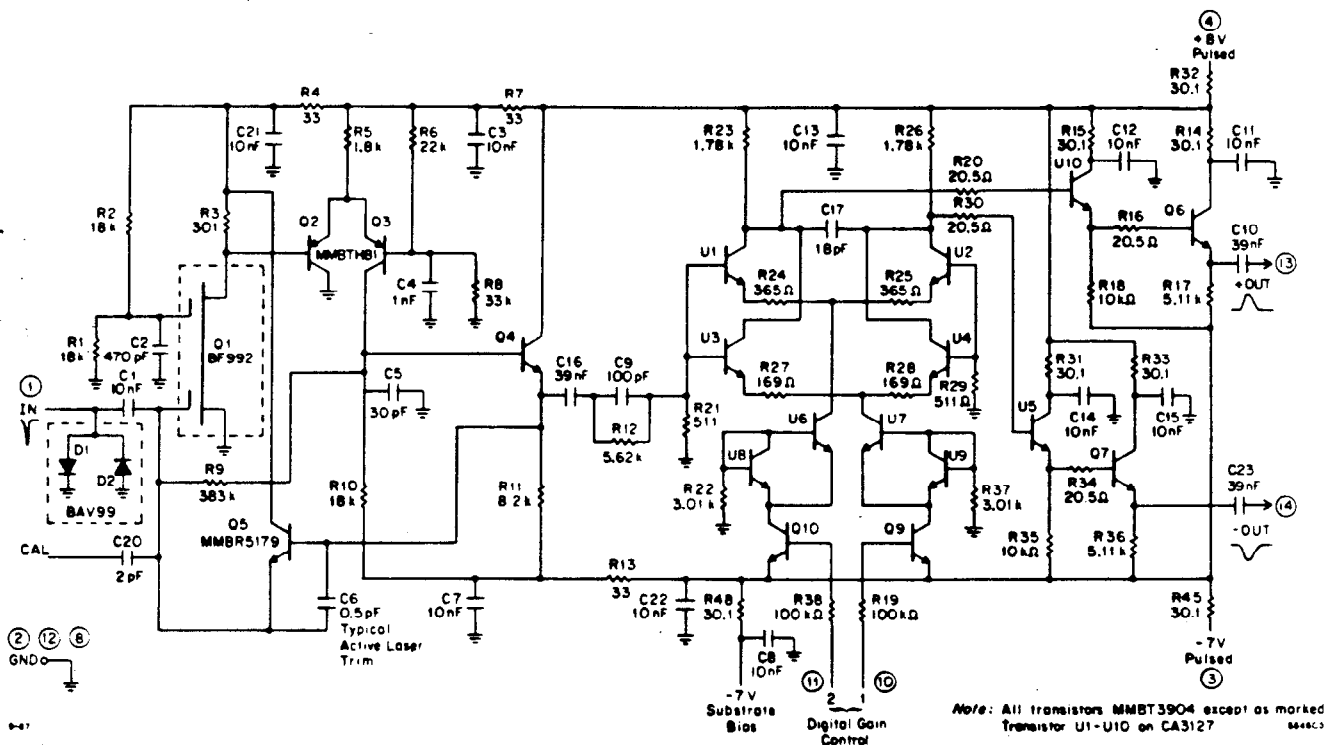 ④
+8V
Pulsed
R32
30.1
R4
33
R7
33
C21
10nF
R5
1.8k
R6
22k
C3
10nF
R23
1.78k
C13
10nF
R26
1.78k
R15
30.1
C12
10nF
R14
30.1
C11
10nF
U10
R20
20.5Ω
R30
20.5Ω
R2
18k
R3
301
Q2
Q3
MMBTH81
C17
18pF
R16
20.5Ω
Q6
C10
39nF
⑬
+OUT
U1
U2
R24
365Ω
R25
365Ω
C4
1nF
R8
33k
R18
10kΩ
R17
5.11k
R1
18k
C2
470pF
Q1
BF992
Q4
U3
U4
C1
10nF
①
IN
C5
30pF
C16
39nF
C9
100pF
R27
169Ω
R28
169Ω
R29
511Ω
R31
30.1
R33
30.1
R21
511
R12
5.62k
U6
U7
U5
C14
10nF
C15
10nF
D1
D2
BAV99
U8
U9
Q7
R9
383k
R10
18k
R11
8.2k
R22
3.01k
R37
3.01k
R34
20.5Ω
C23
39nF
⑭
-OUT
Q5
MMBR5179
Q10
Q9
R35
10kΩ
R36
5.11k
CAL
C20
2pF
R13
33
C6
0.5pF
Typical
Active Laser
Trim
C7
10nF
C22
10nF
R48
30.1
R38
100kΩ
R19
100kΩ
R45
30.1
② ⑫ ⑧
GND
C8
10nF
-7V
Substrate
Bias
⑪ ⑩
2 1
Digital Gain
Control
-7V
Pulsed
③
Note: All transistors MMBT3904 except as marked
Transistor U1-U10 on CA3127
9-87